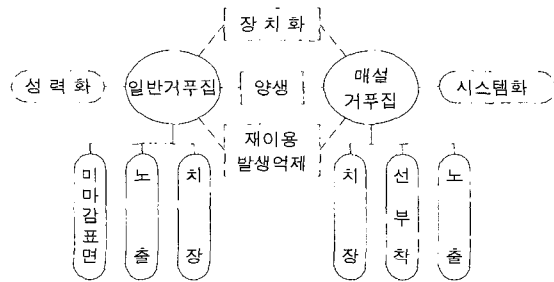 장치화
성력화
일반거푸집
양생
매설
거푸집
시스템화
재이용
발생억제
미마감표면
노출
치장
치장
선부착
노출